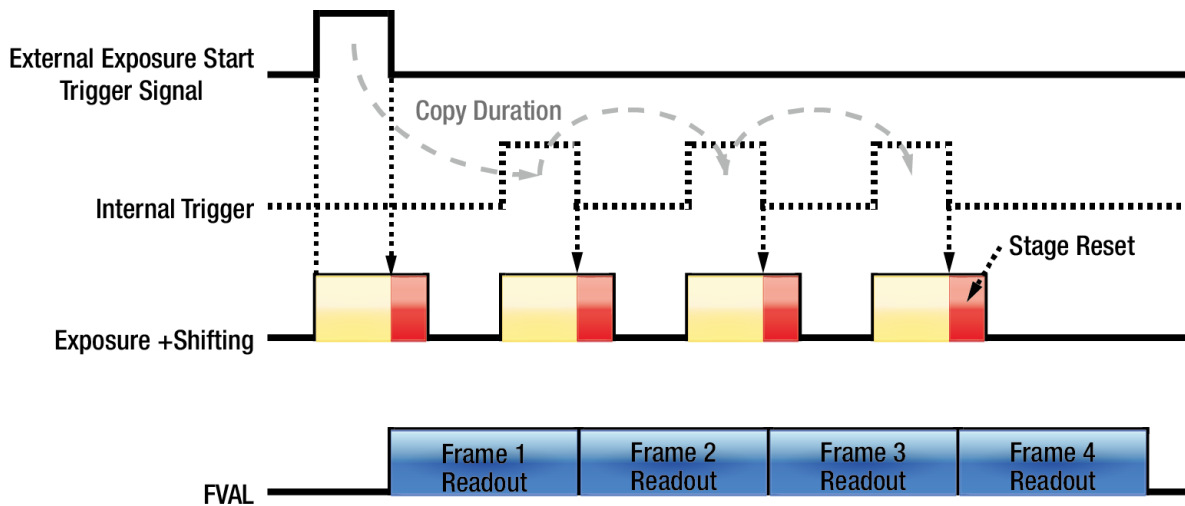 External Exposure Start
Trigger Signal
Copy Duration
Internal Trigger
Stage Reset
Exposure +Shifting
Frame 1
Readout
Frame 2
Readout
Frame 3
Readout
Frame 4
Readout
FVAL